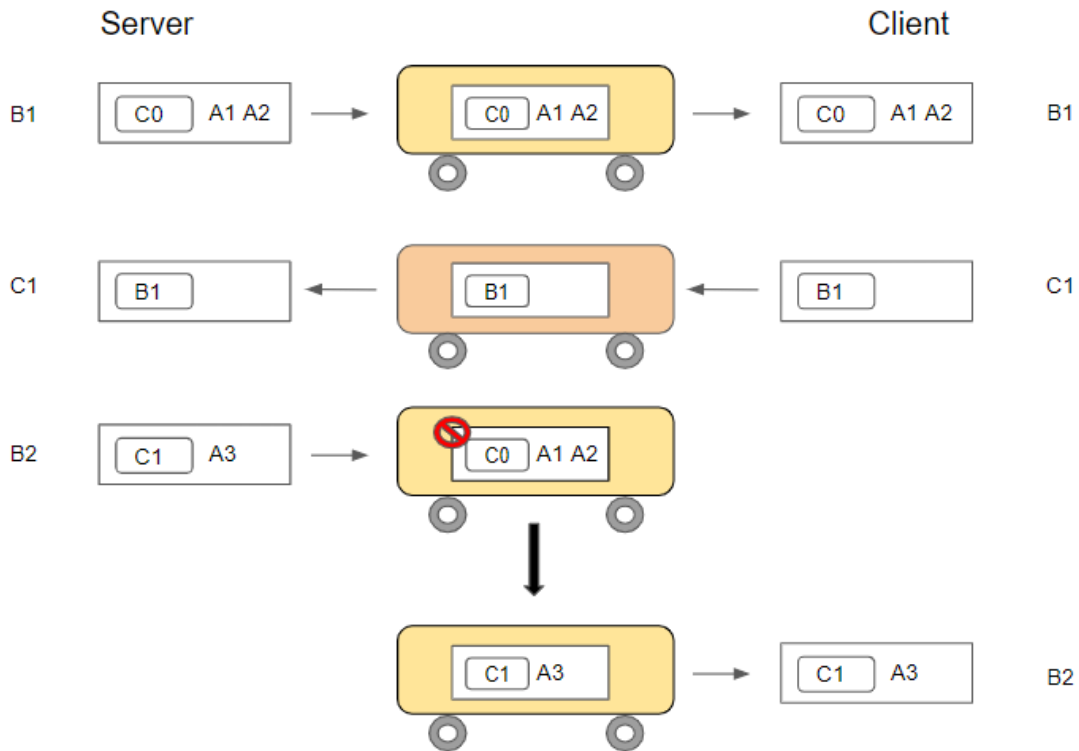 Server Client
B1 C0 A1 A2 C0 A1 A2 C0 A1 A2 B1
C1 B1 B1 B1 C1
B2 C1 A3 C0 A1 A2
C1 A3 C1 A3 B2